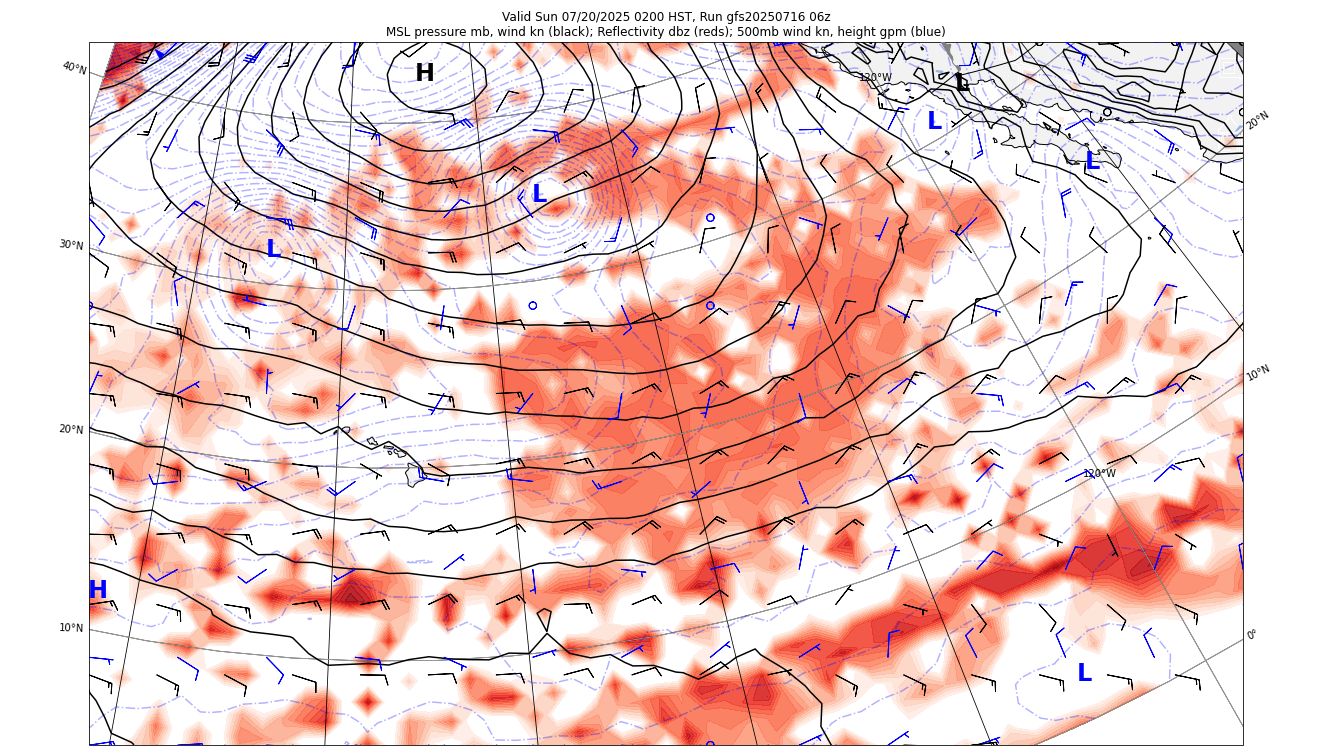 Valid Sun 07/20/2025 0200 HST, Run gfs20250716 06z
MSL pressure mb, wind kn (black); Reflectivity dbz (reds); 500mb wind kn, height gpm (blue)
40°N
H
120°W
L
L
20°N
L
L
30°N
L
10°N
20°N
120°W
H
10°N
0°
L